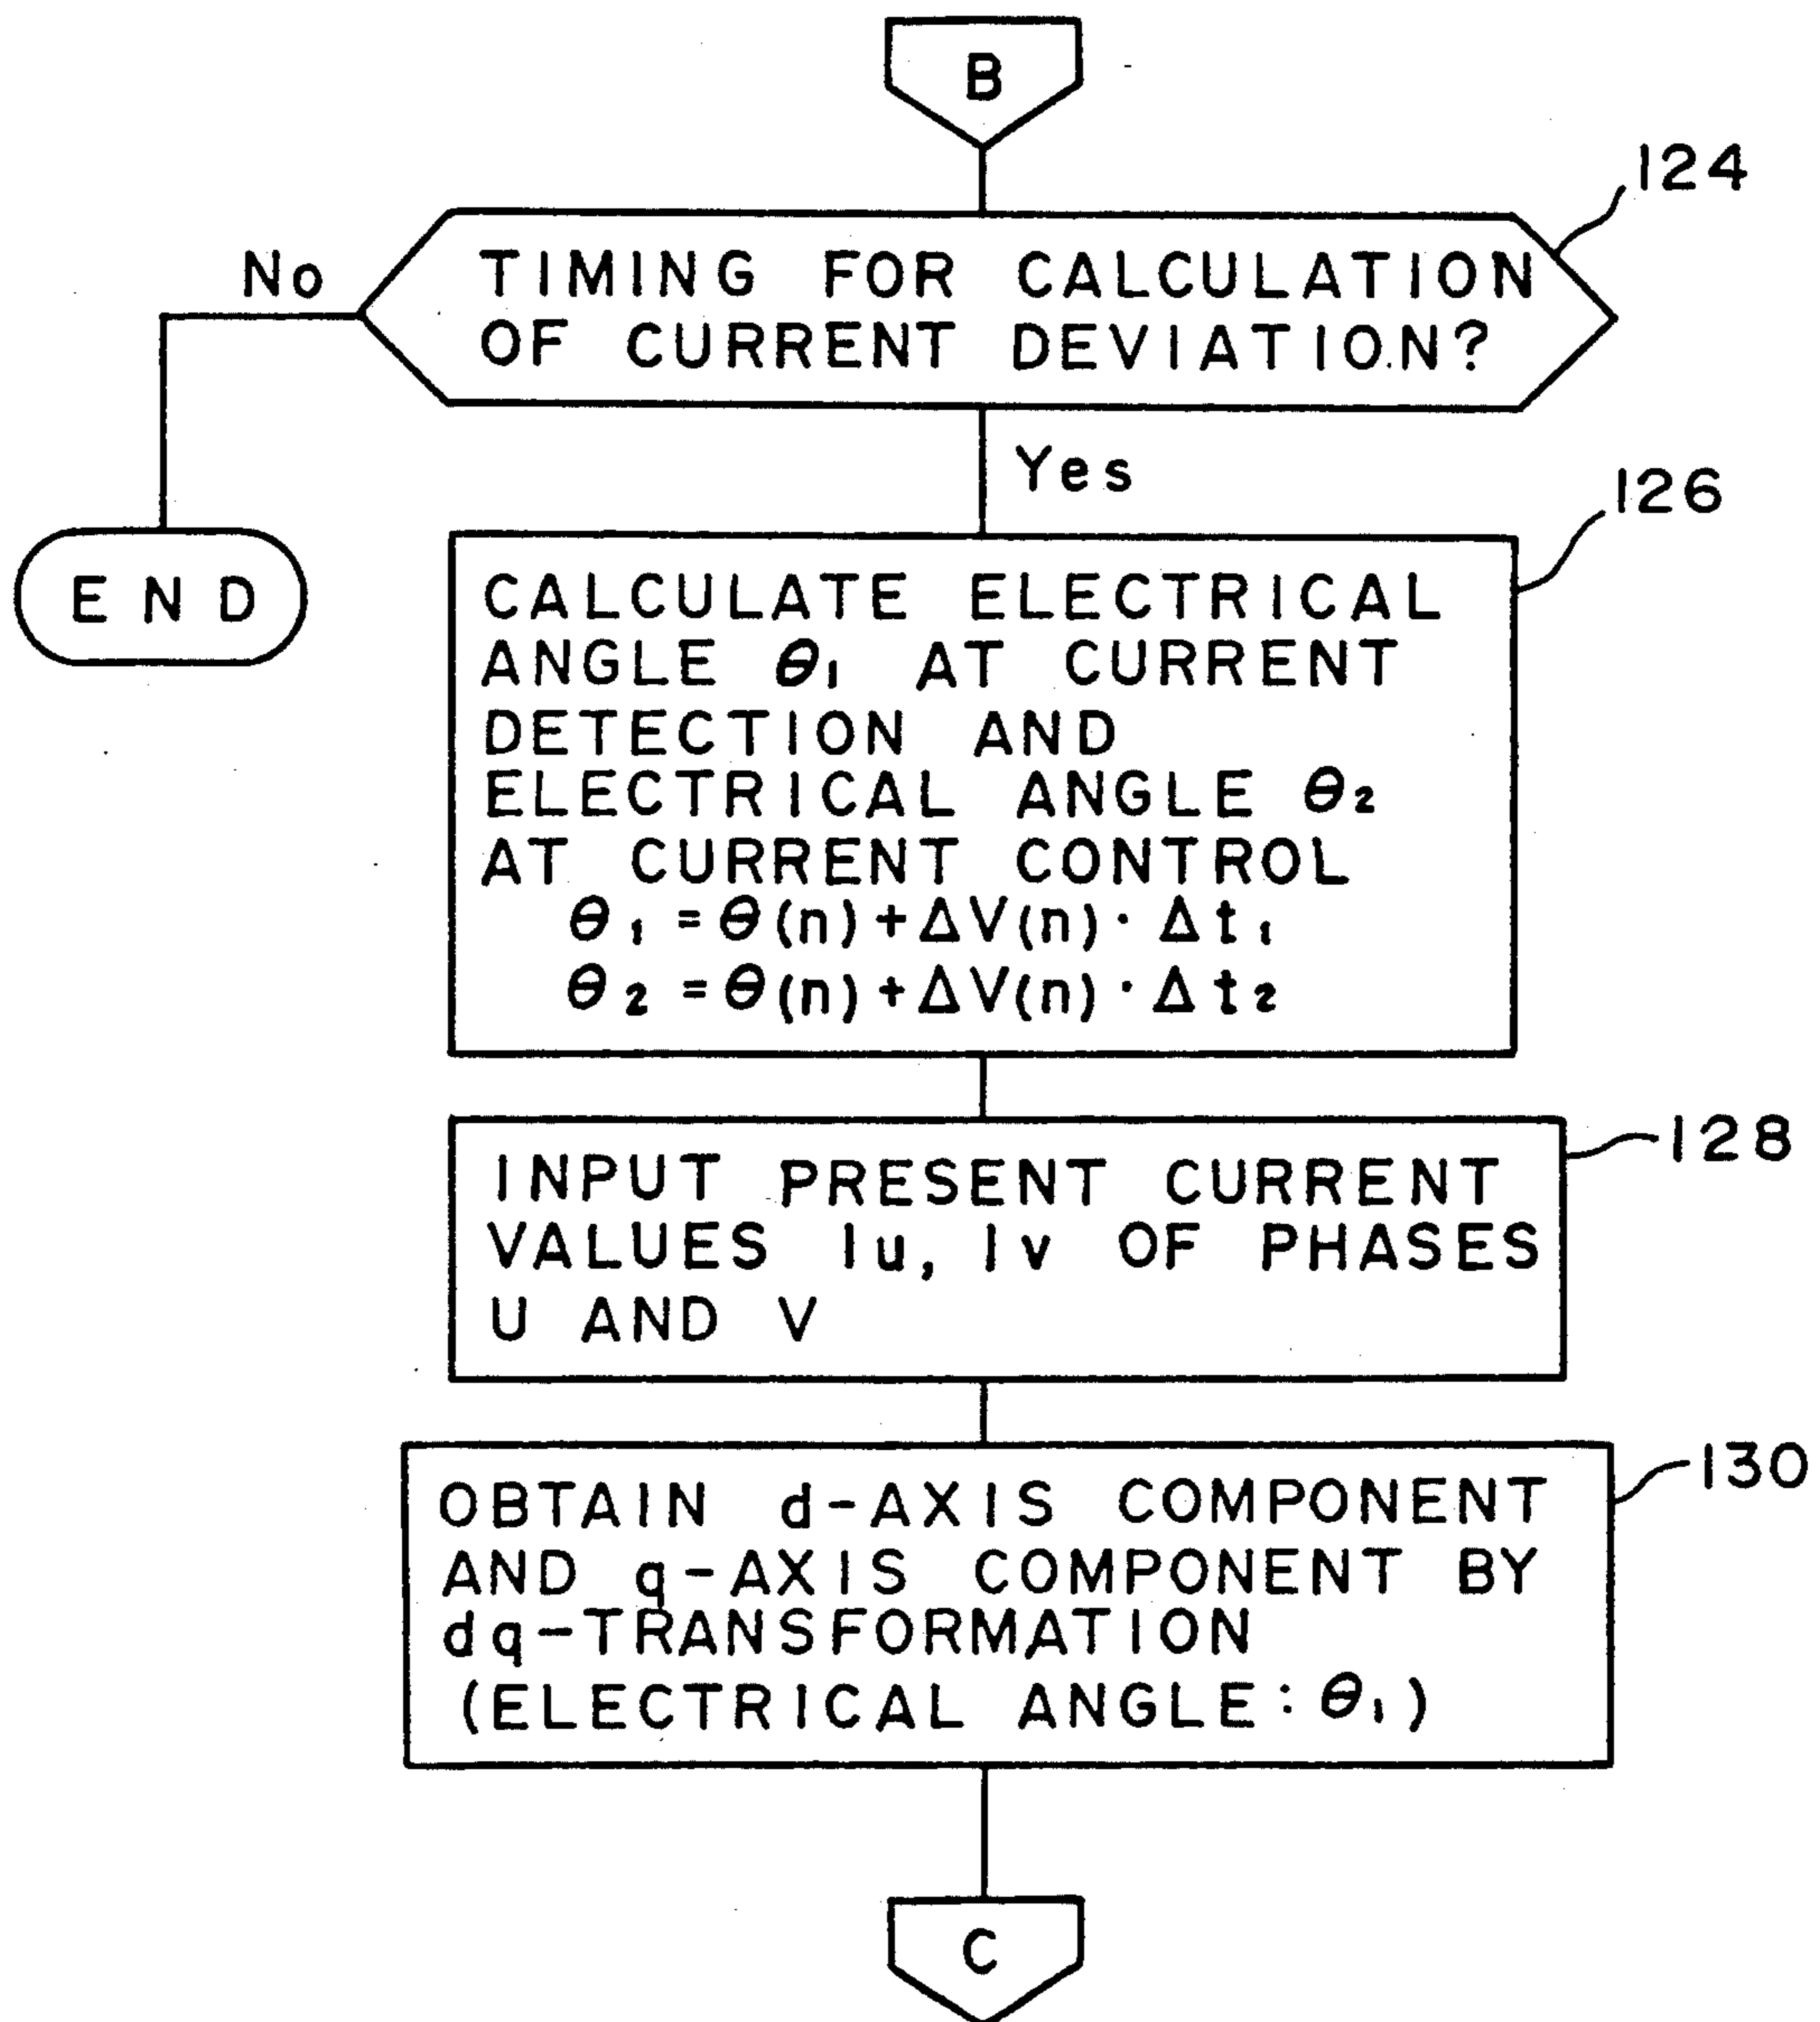 B
124
No
TIMING FOR CALCULATION
OF CURRENT DEVIATION?
Yes
126
END
CALCULATE ELECTRICAL
ANGLE θ₁ AT CURRENT
DETECTION AND
ELECTRICAL ANGLE θ₂
AT CURRENT CONTROL
θ₁ = θ(n) + ΔV(n) · Δt₁
θ₂ = θ(n) + ΔV(n) · Δt₂
128
INPUT PRESENT CURRENT
VALUES Iu, Iv OF PHASES
U AND V
130
OBTAIN d-AXIS COMPONENT
AND q-AXIS COMPONENT BY
dq-TRANSFORMATION
(ELECTRICAL ANGLE: θ₁)
C